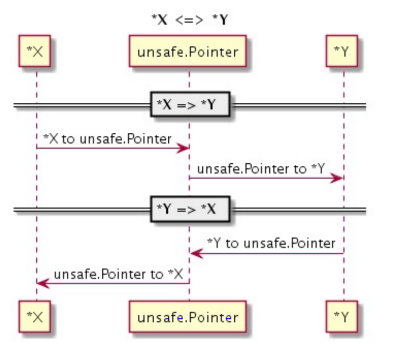 *X <=> *Y
*X
unsafe.Pointer
*Y
*X => *Y
*X to unsafe.Pointer
unsafe.Pointer to *Y
*Y => *X
*Y to unsafe.Pointer
unsafe.Pointer to *X
*X
unsafe.Pointer
*Y